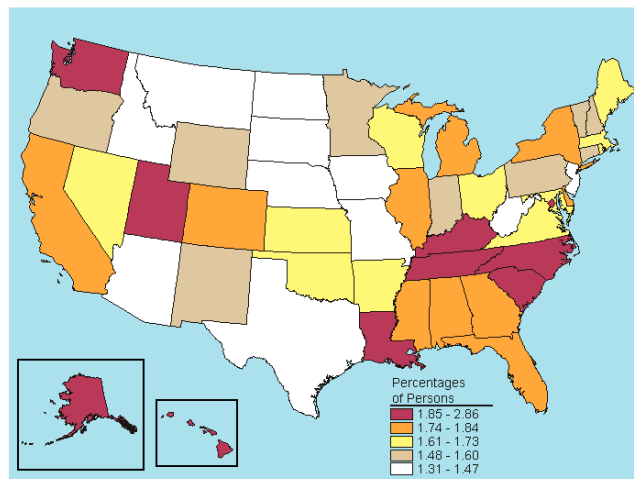 Percentages
of Persons
1.85 - 2.86
1.74 - 1.84
1.61 - 1.73
1.48 - 1.60
1.31 - 1.47